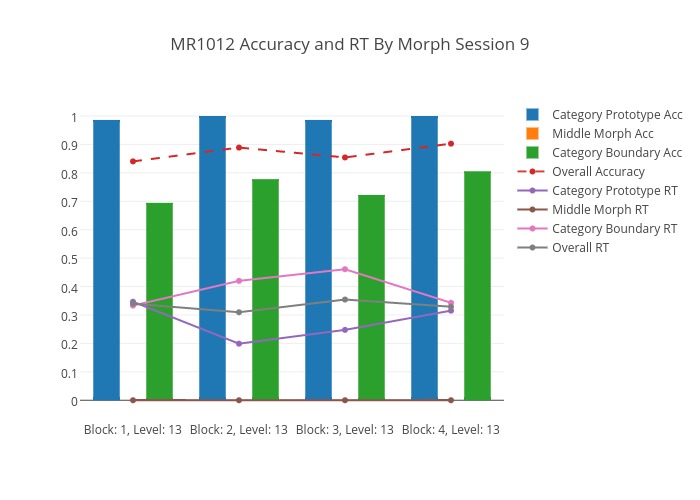 MR1012 Accuracy and RT By Morph Session 9
1
0.9
0.8
0.7
0.6
0.5
0.4
0.3
0.2
0.1
0
Block: 1, Level: 13
Block: 2, Level: 13
Block: 3, Level: 13
Block: 4, Level: 13
Category Prototype Acc
Middle Morph Acc
Category Boundary Acc
Overall Accuracy
Category Prototype RT
Middle Morph RT
Category Boundary RT
Overall RT